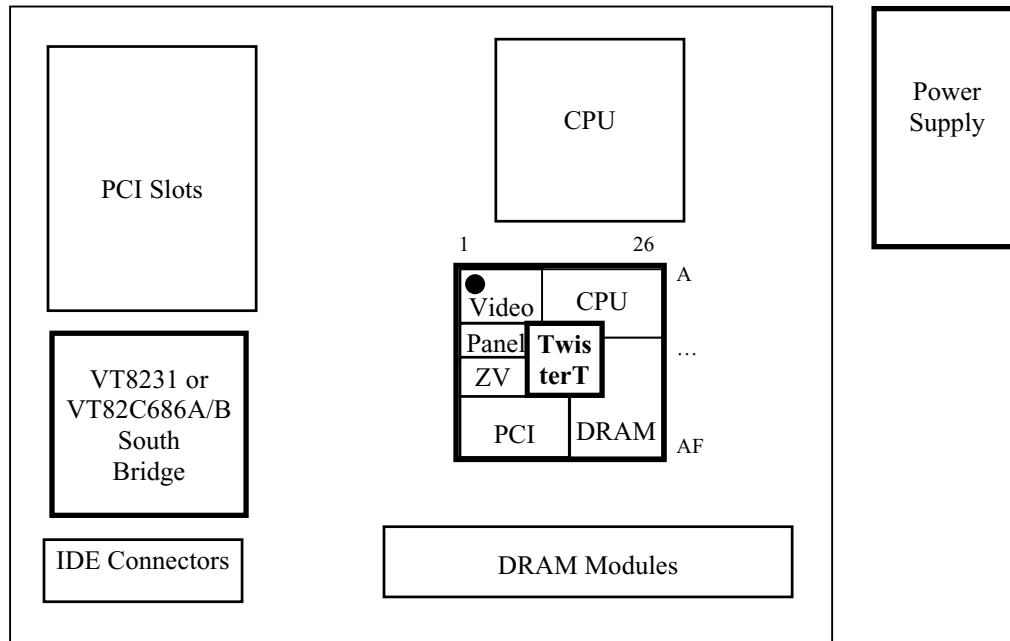 PCI Slots
CPU
Power
Supply
1
26
A
...
AF
Video
CPU
Panel
ZV
Twis
terT
PCI
DRAM
VT8231 or
VT82C686A/B
South
Bridge
IDE Connectors
DRAM Modules